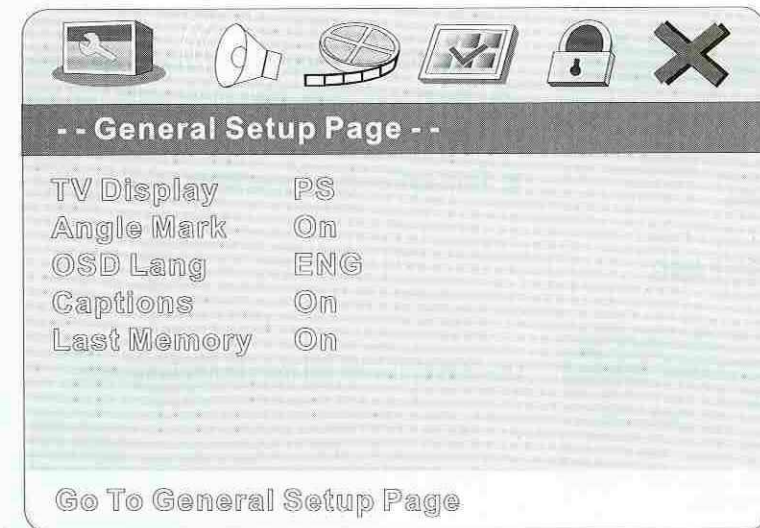 - - General Setup Page - -
TV Display PS
Angle Mark On
OSD Lang ENG
Captions On
Last Memory On
Go To General Setup Page